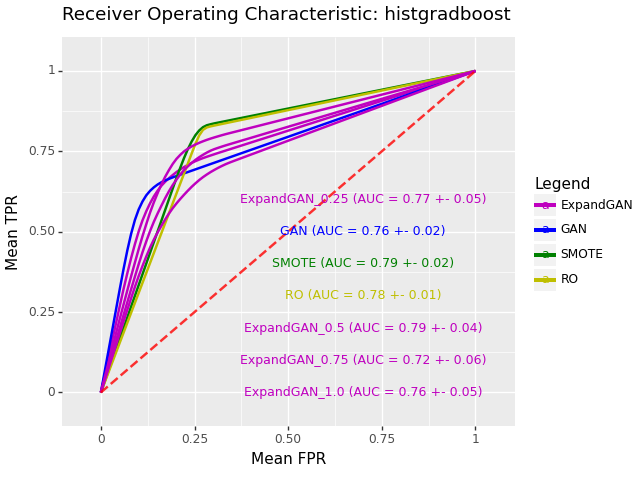 Receiver Operating Characteristic: histgradboost
Mean TPR
1
0.75
0.50
0.25
0
ExpandGAN_0.25 (AUC = 0.77 +- 0.05)
GAN (AUC = 0.76 +- 0.02)
SMOTE (AUC = 0.79 +- 0.02)
RO (AUC = 0.78 +- 0.01)
ExpandGAN_0.5 (AUC = 0.79 +- 0.04)
ExpandGAN_0.75 (AUC = 0.72 +- 0.06)
ExpandGAN_1.0 (AUC = 0.76 +- 0.05)
0 0.25 0.50 0.75 1
Mean FPR
Legend
a ExpandGAN
a GAN
a SMOTE
a RO